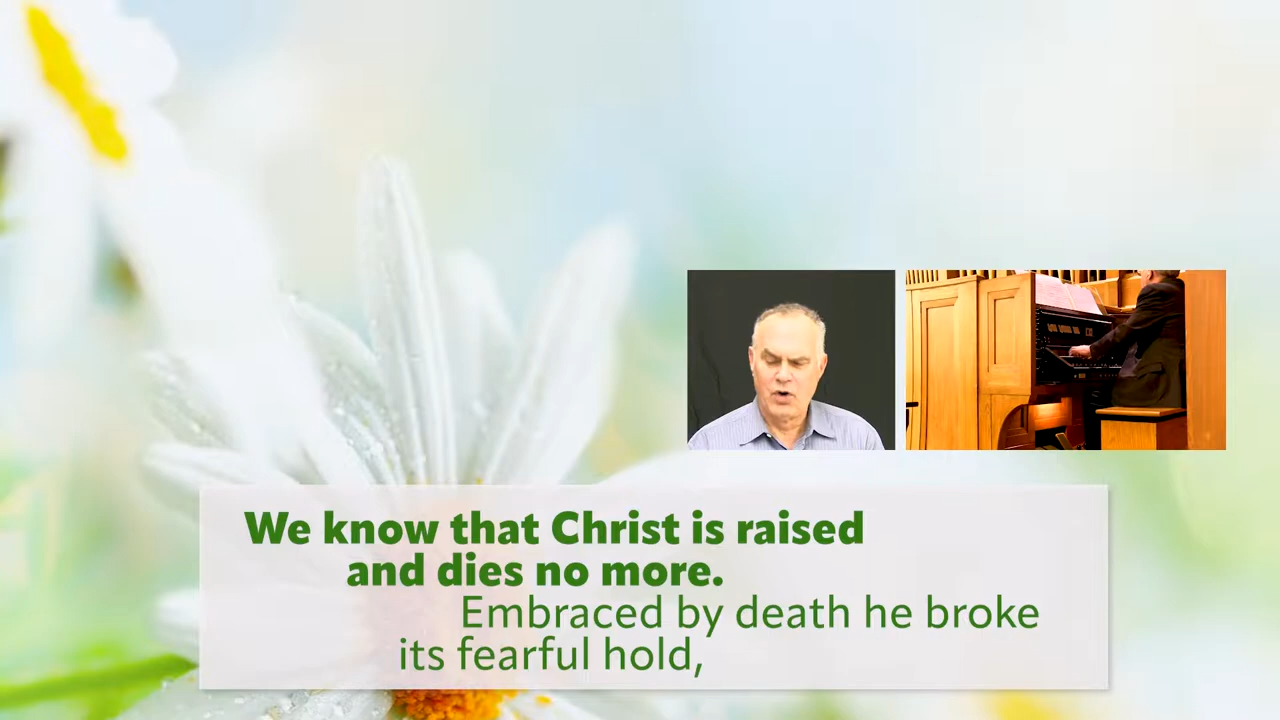 We know that Christ is raised
and dies no more.
Embraced by death he broke
its fearful hold,